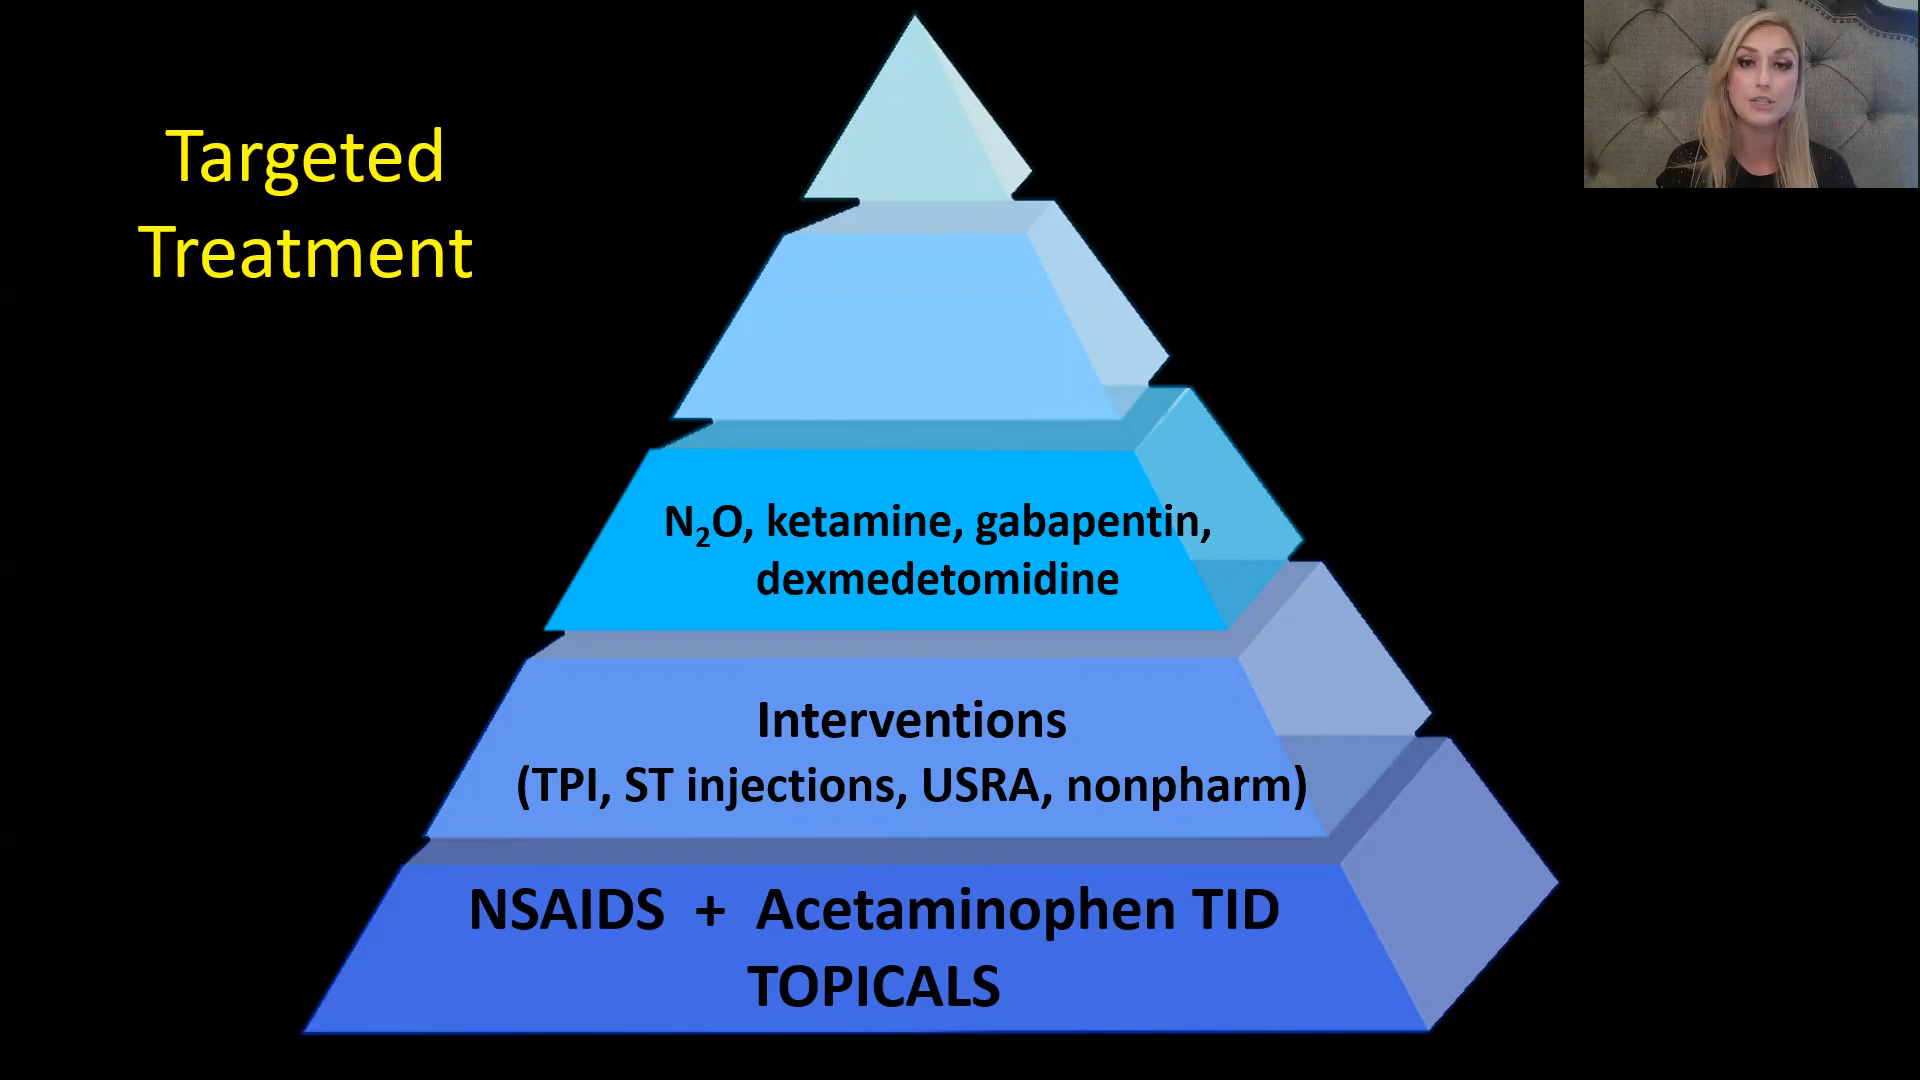 Targeted
Treatment
N₂O, ketamine, gabapentin,
dexmedetomidine
Interventions
(TPI, ST injections, USRA, nonpharm)
NSAIDS + Acetaminophen TID
TOPICALS